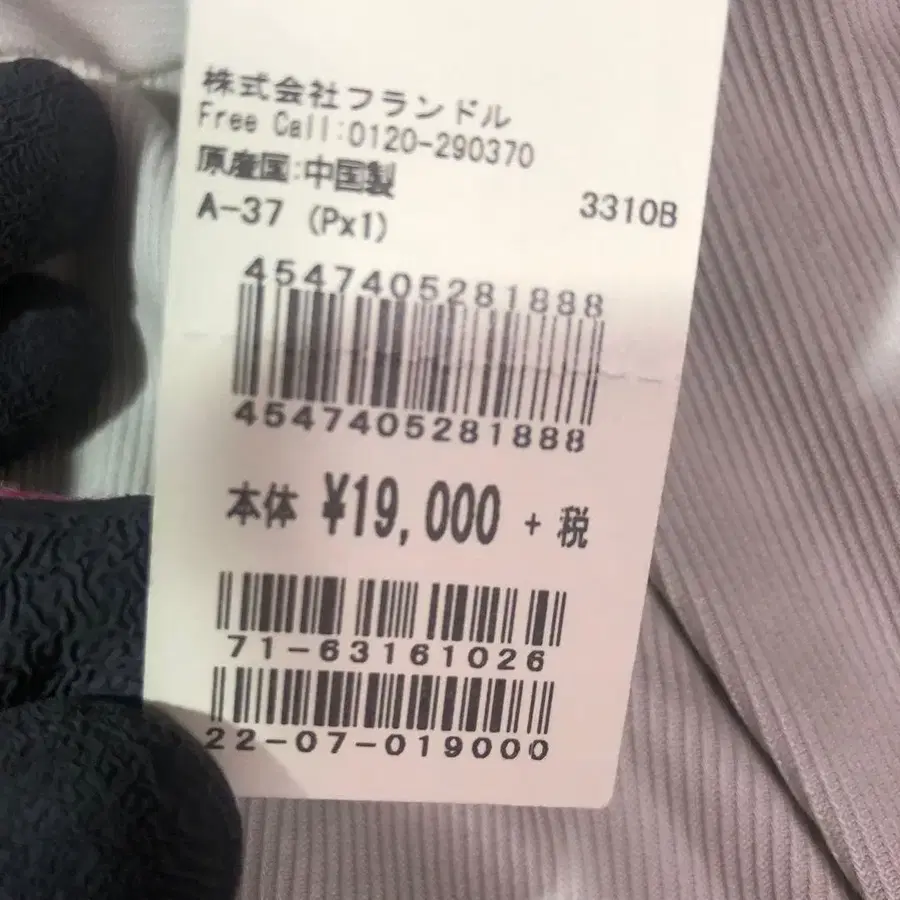 株式会社フランドル
Free Call:0120-290370
原産国:中国製
A-37 (Px1)
3310B
4547405281888
4547405281888
本体 ¥19,000 + 税
71-63161026
22-07-019000